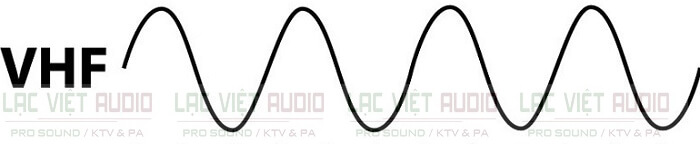 VHF
LẠC VIỆT AUDIO LẠC VIỆT AUDIO LẠC VIỆT AUDIO LẠC VIỆT AUDIO
PRO SOUND / KTV & PA PRO SOUND / KTV & PA PRO SOUND / KTV & PA PRO SOUND / KTV & PA